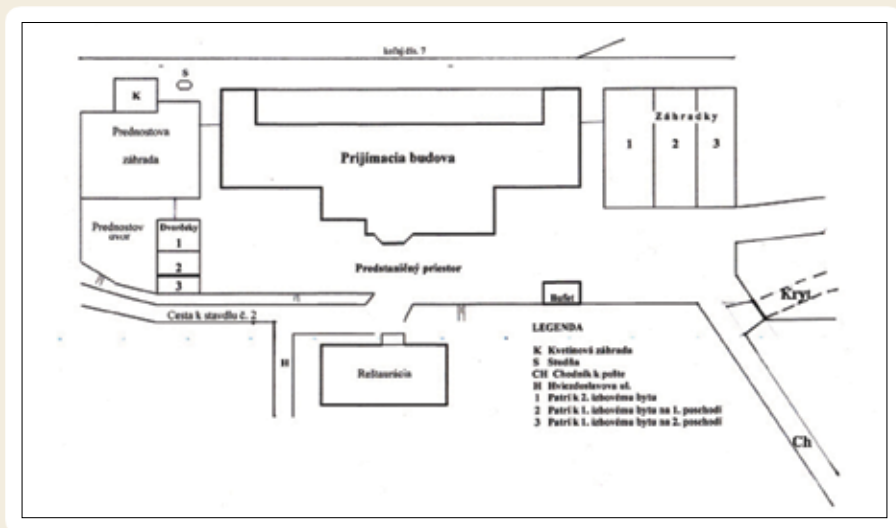 koľaj čís. 7
S
K
Prednostova
záhrada
Prijímacia budova
Záhradky
1 2 3
Prednostov
dvor
Dvorčeky
1
2
3
Predstaničný priestor
Bufet
Kryt
Cesta k stavdlu č. 2
H
Reštaurácia
LEGENDA
K Kvetinová záhrada
S Studňa
CH Chodník k pošte
H Hviezdoslavova ul.
1 Patrí k 2. izbovému bytu
2 Patrí k 1. izbovému bytu na 1. poschodí
3 Patrí k 1. izbovému bytu na 2. poschodí
Ch